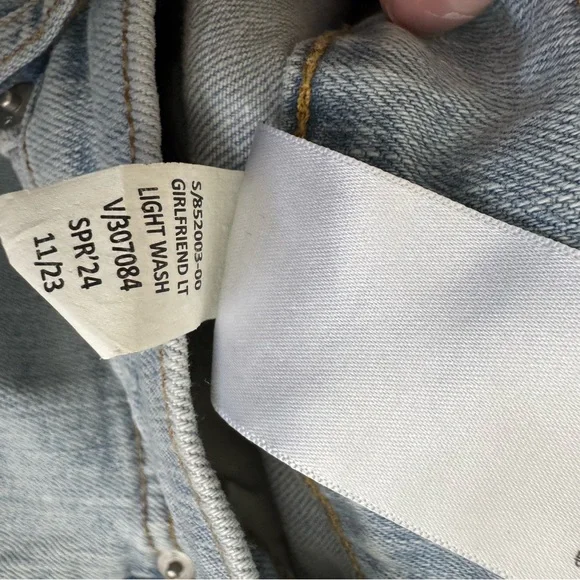 S/852003-00
GIRLFRIEND LT
LIGHT WASH
V/307084
SPR'24
11/23